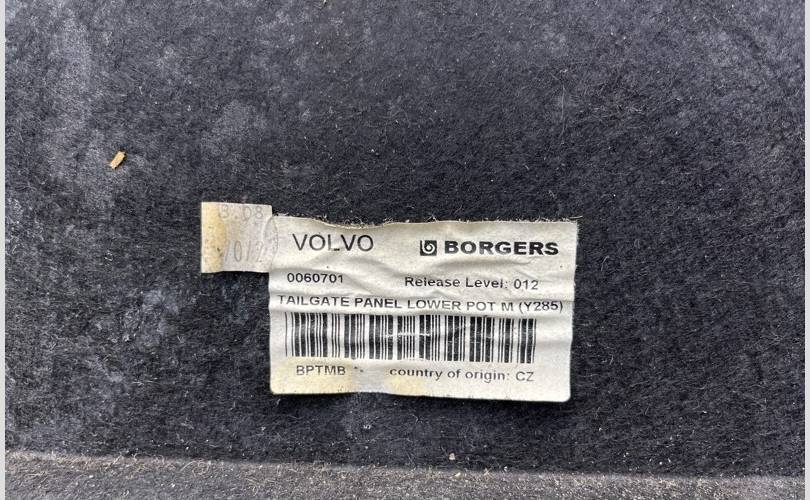 VOLVO BORGERS
0060701 Release Level: 012
TAILGATE PANEL LOWER POT M (Y285)
BPTMB country of origin: CZ